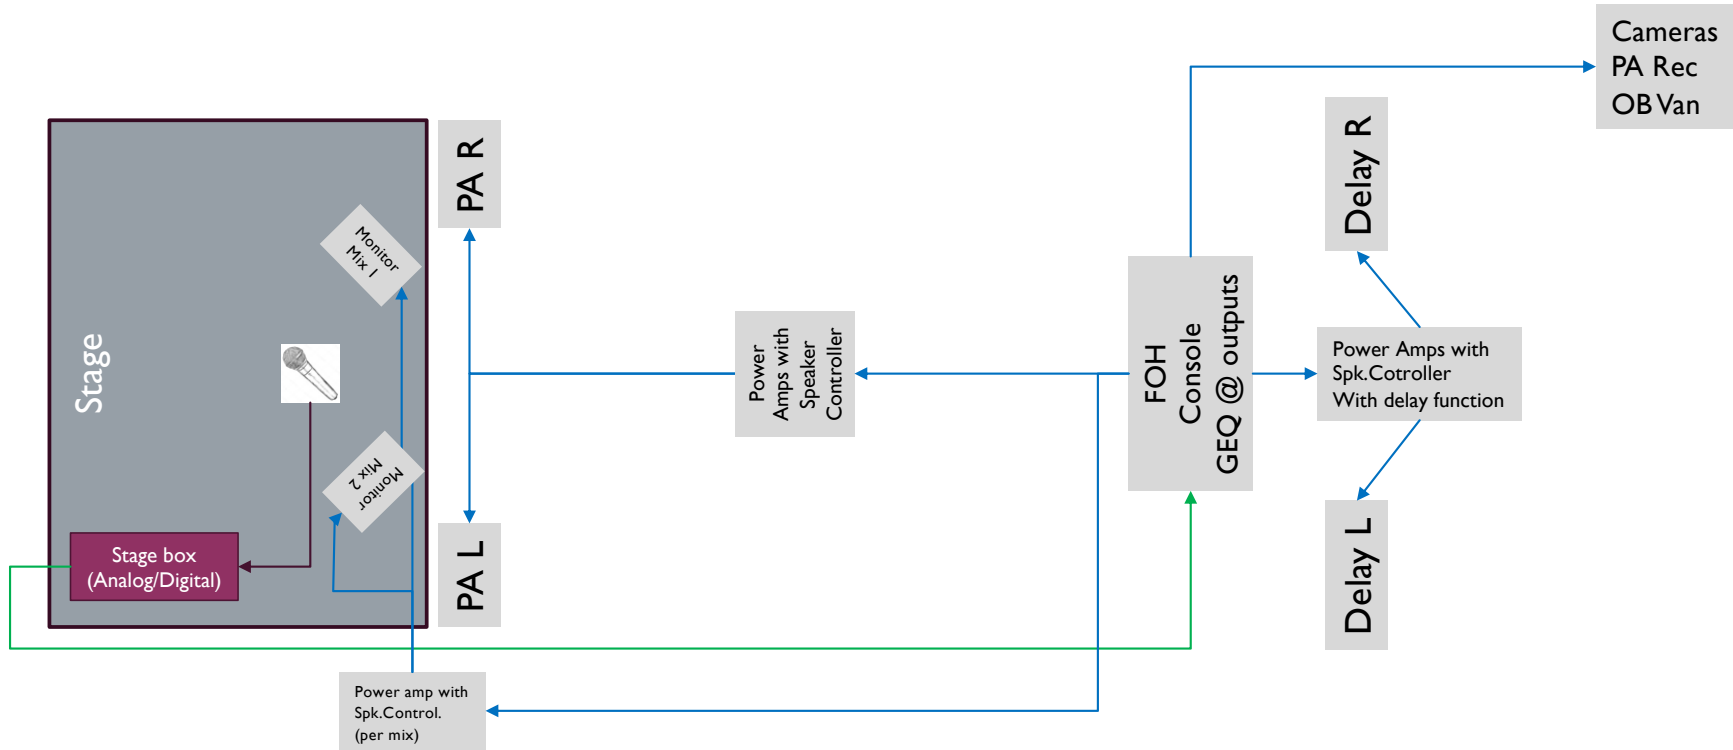 Cameras
PA Rec
OB Van
Stage
Monitor
Mix 1
Monitor
Mix 2
Stage box
(Analog/Digital)
PA R
PA L
Power
Amps with
Speaker
Controller
FOH
Console
GEQ @ outputs
Delay R
Power Amps with
Spk.Cotroller
With delay function
Delay L
Power amp with
Spk.Control.
(per mix)